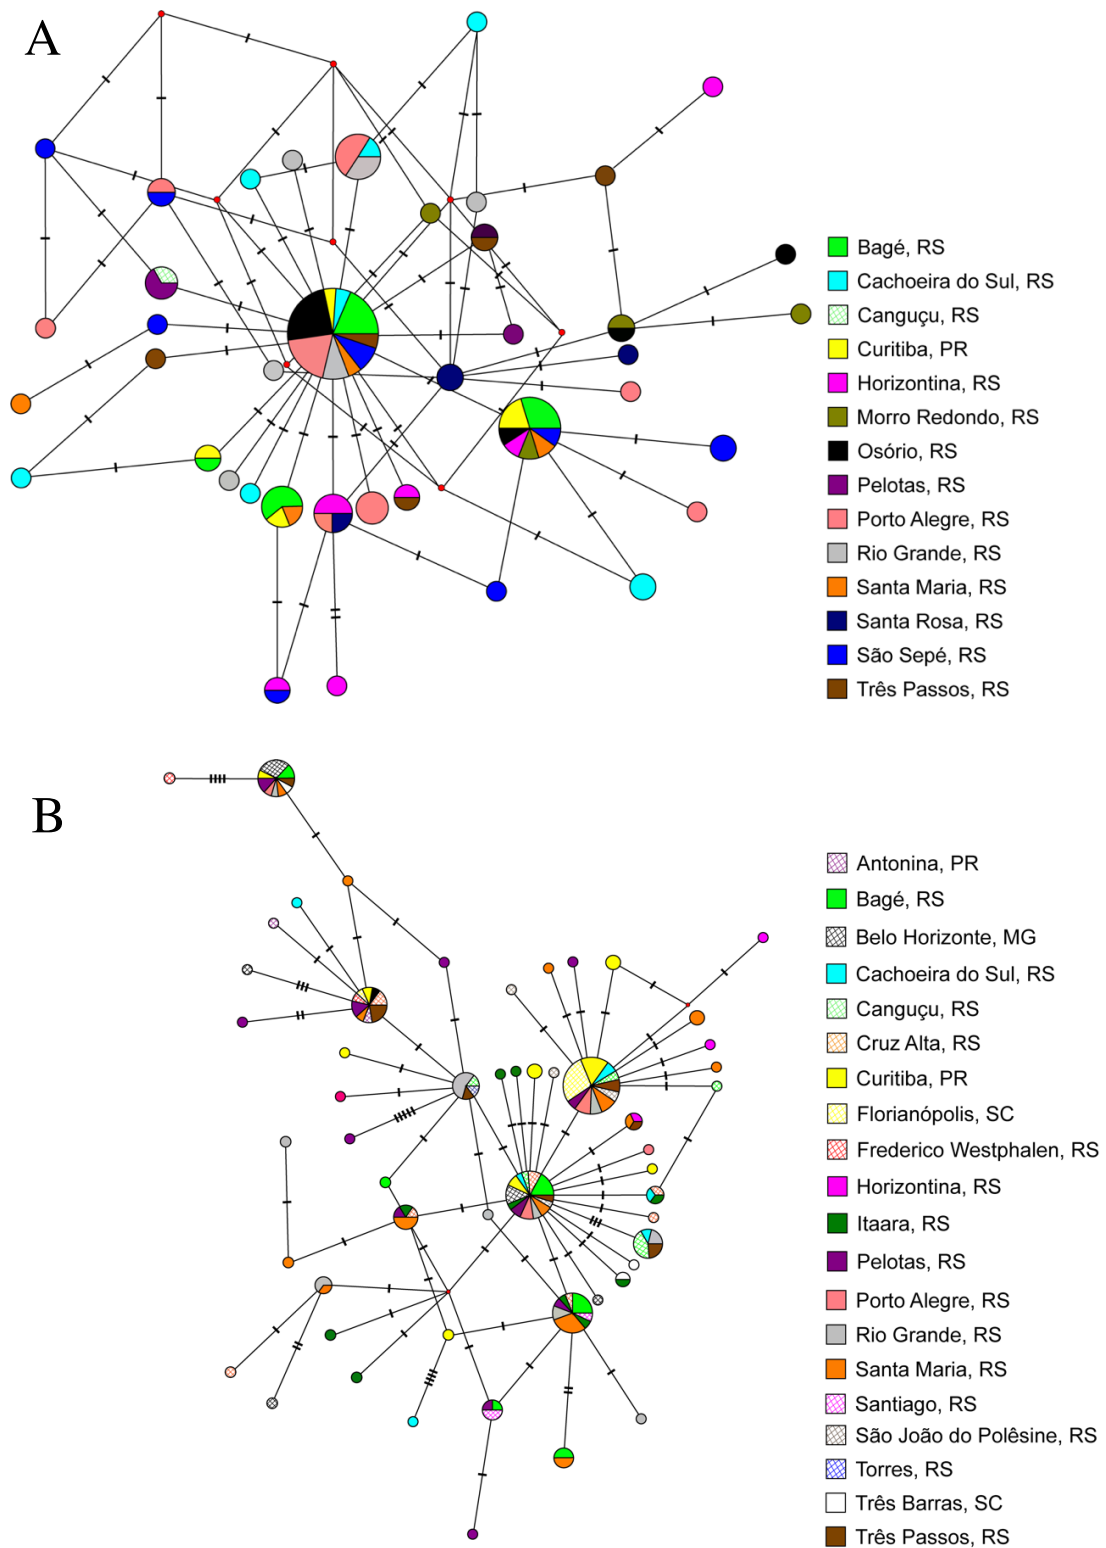 A
Bagé, RS
Cachoeira do Sul, RS
Canguçu, RS
Curitiba, PR
Horizontina, RS
Morro Redondo, RS
Osório, RS
Pelotas, RS
Porto Alegre, RS
Rio Grande, RS
Santa Maria, RS
Santa Rosa, RS
São Sepé, RS
Três Passos, RS
B
Antonina, PR
Bagé, RS
Belo Horizonte, MG
Cachoeira do Sul, RS
Canguçu, RS
Cruz Alta, RS
Curitiba, PR
Florianópolis, SC
Frederico Westphalen, RS
Horizontina, RS
Itaara, RS
Pelotas, RS
Porto Alegre, RS
Rio Grande, RS
Santa Maria, RS
Santiago, RS
São João do Polêsine, RS
Torres, RS
Três Barras, SC
Três Passos, RS